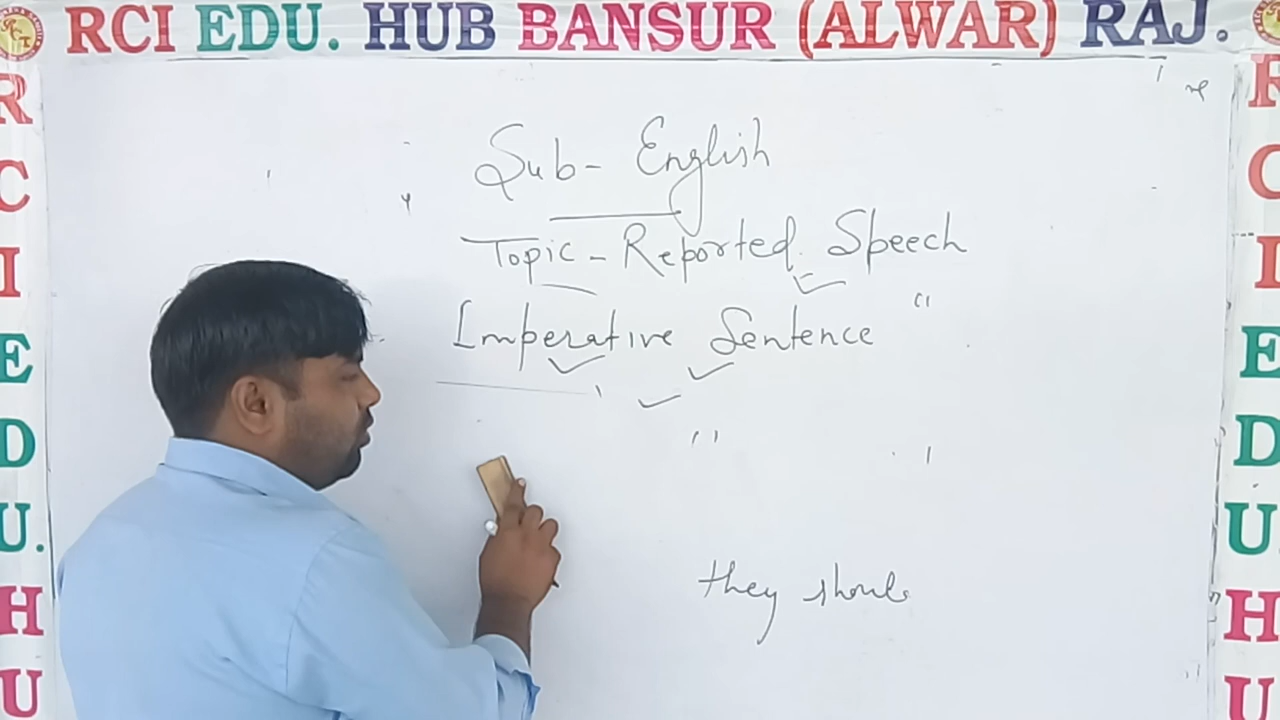 RCI EDU. HUB BANSUR (ALWAR) RAJ.
R
C
I
E
D
U.
H
U
Sub- English
Topic - Reported Speech
Imperative Sentence
they
R
C
I
E
D
U.
H
U